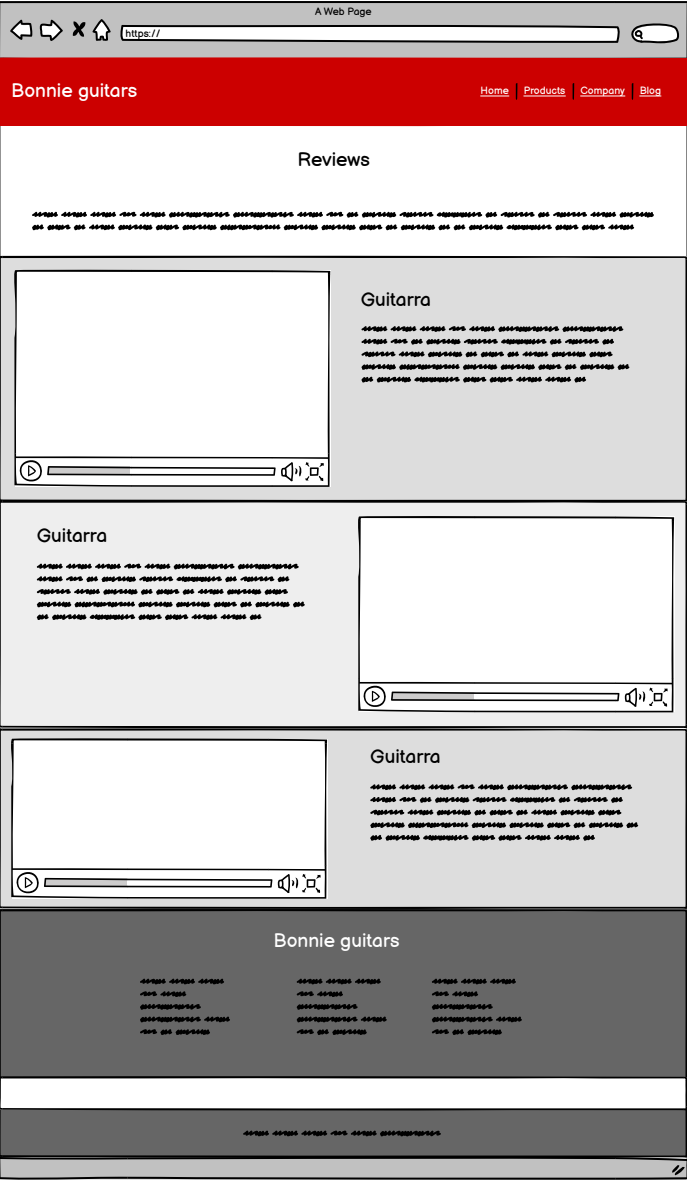 A Web Page
https://
Bonnie guitars
Home Products Company Blog
Reviews
Guitarra
Guitarra
Guitarra
Bonnie guitars